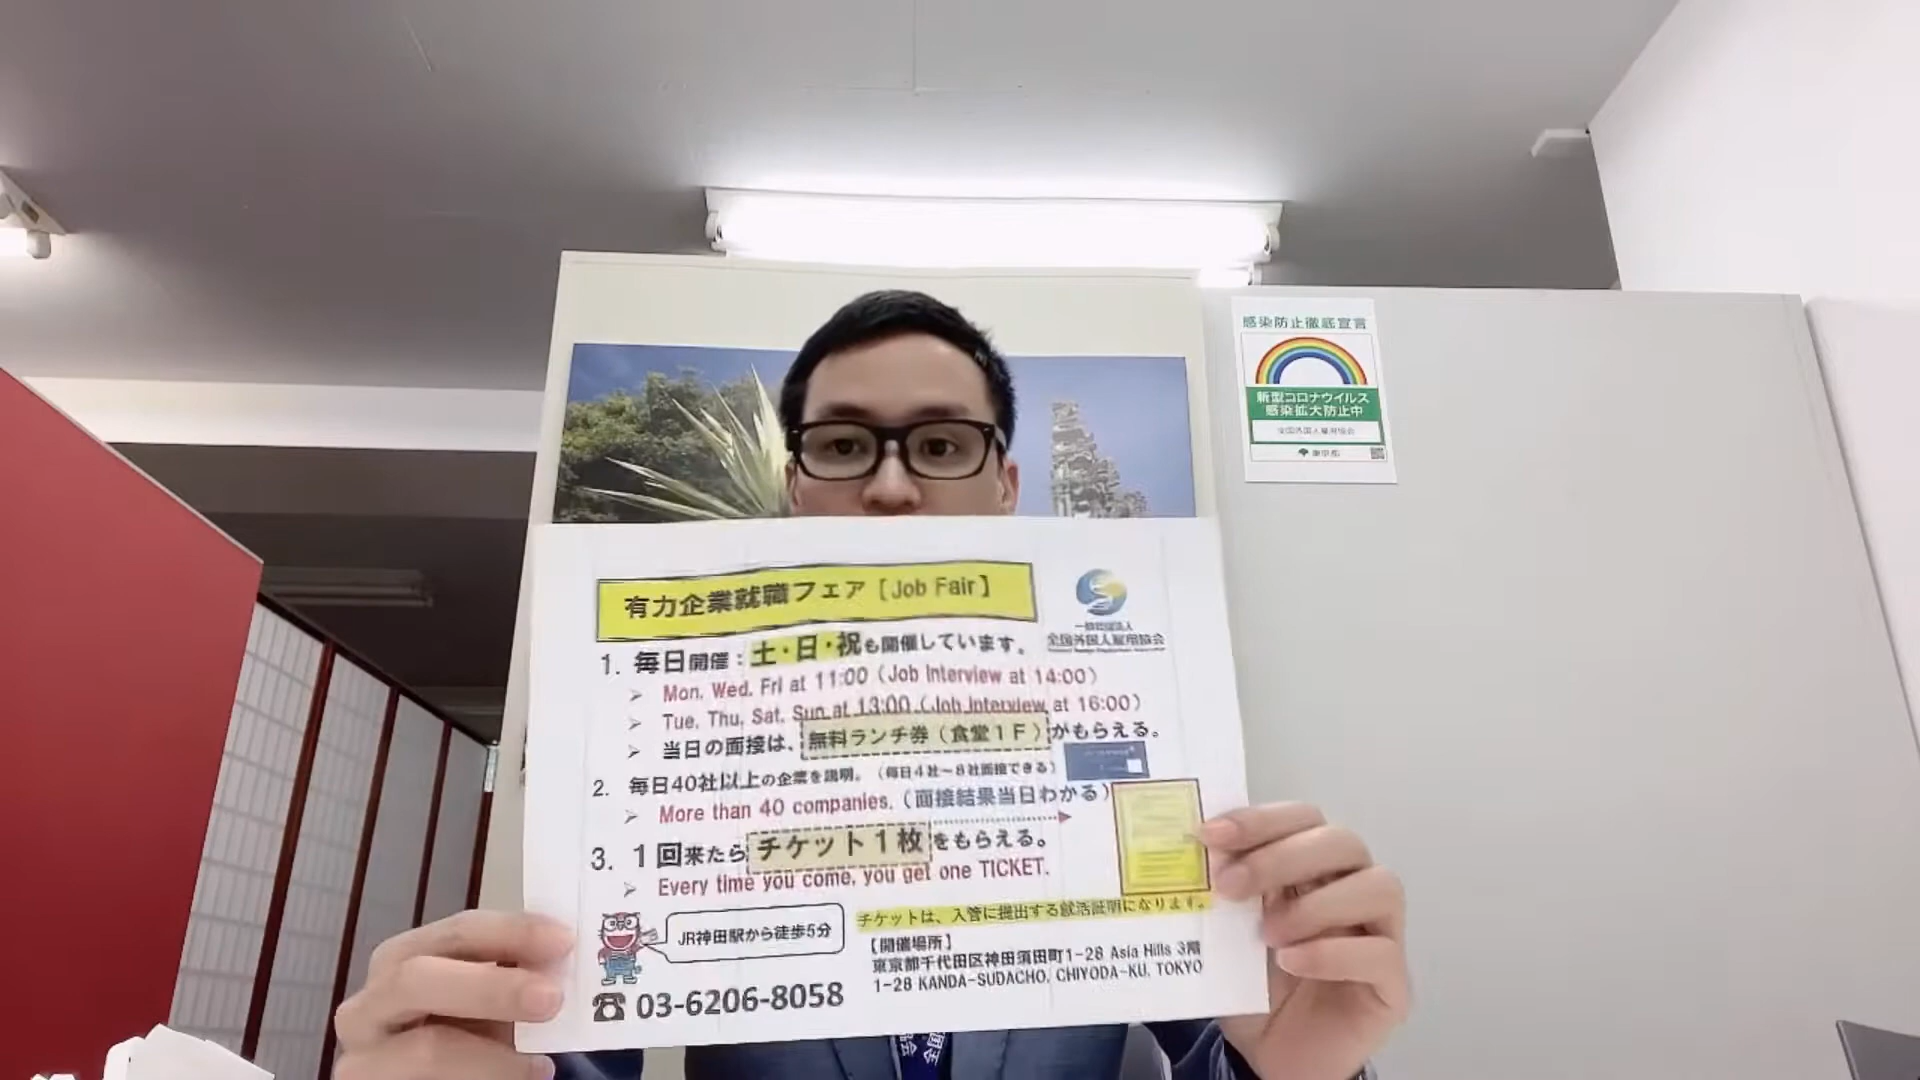 感染防止徹底宣言
新型コロナウイルス
感染拡大防止中
全国外国人雇用協会
東京都
有力企業就職フェア [Job Fair]
一般社団法人
全国外国人雇用協会
1. 毎日開催：土・日・祝も開催しています。
➢ Mon, Wed, Fri at 11:00 (Job Interview at 14:00)
➢ Tue, Thu, Sat, Sun at 13:00 (Job Interview at 16:00)
➢ 当日の面接は、無料ランチ券（食堂１Ｆ）がもらえる。
2. 毎日40社以上の企業を説明。（毎日4社～8社面接できる）
➢ More than 40 companies.（面接結果当日わかる）
3. １回来たらチケット１枚をもらえる。
➢ Every time you come, you get one TICKET.
チケットは、入管に提出する就活証明になります。
JR神田駅から徒歩5分
【開催場所】
東京都千代田区神田須田町1-28 Asia Hills 3階
1-28 KANDA-SUDACHO, CHIYODA-KU, TOKYO
☎ 03-6206-8058